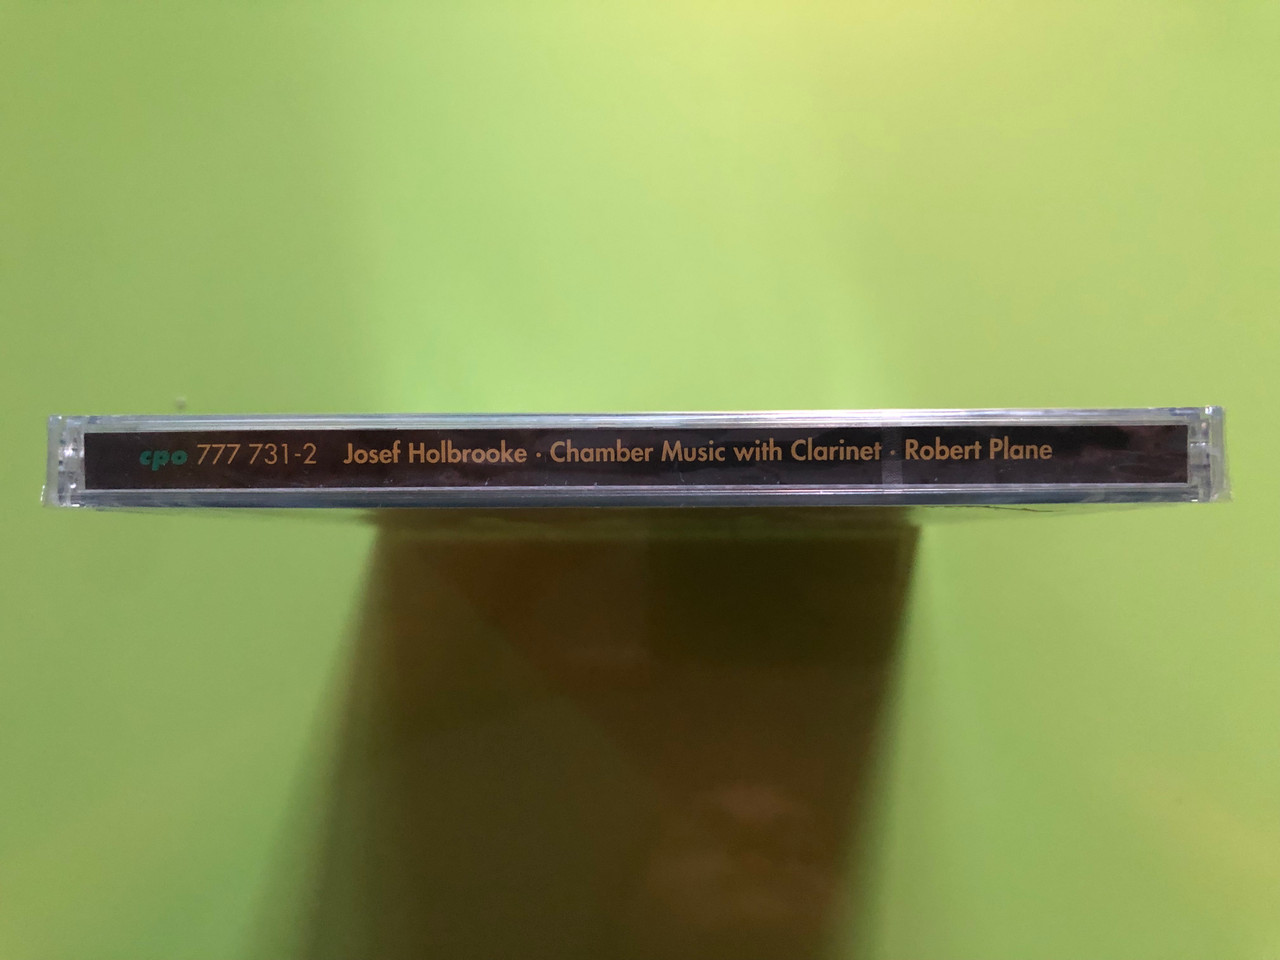 cpo 777 731-2 Josef Holbrooke · Chamber Music with Clarinet · Robert Plane